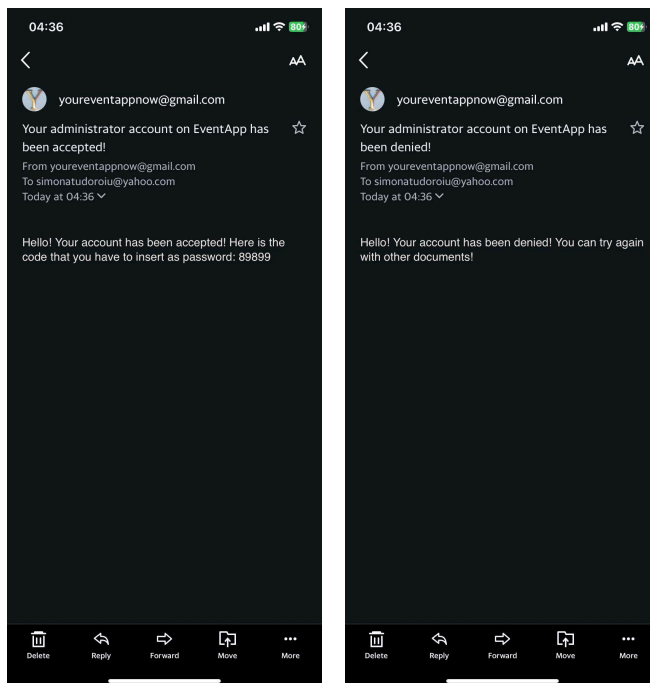 04:36
80
AA
youreventappnow@gmail.com
Your administrator account on EventApp has
been accepted!
From youreventappnow@gmail.com
To simonatudoroiu@yahoo.com
Today at 04:36
Hello! Your account has been accepted! Here is the
code that you have to insert as password: 89899
Delete Reply Forward Move More
04:36
80
AA
youreventappnow@gmail.com
Your administrator account on EventApp has
been denied!
From youreventappnow@gmail.com
To simonatudoroiu@yahoo.com
Today at 04:36
Hello! Your account has been denied! You can try again
with other documents!
Delete Reply Forward Move More